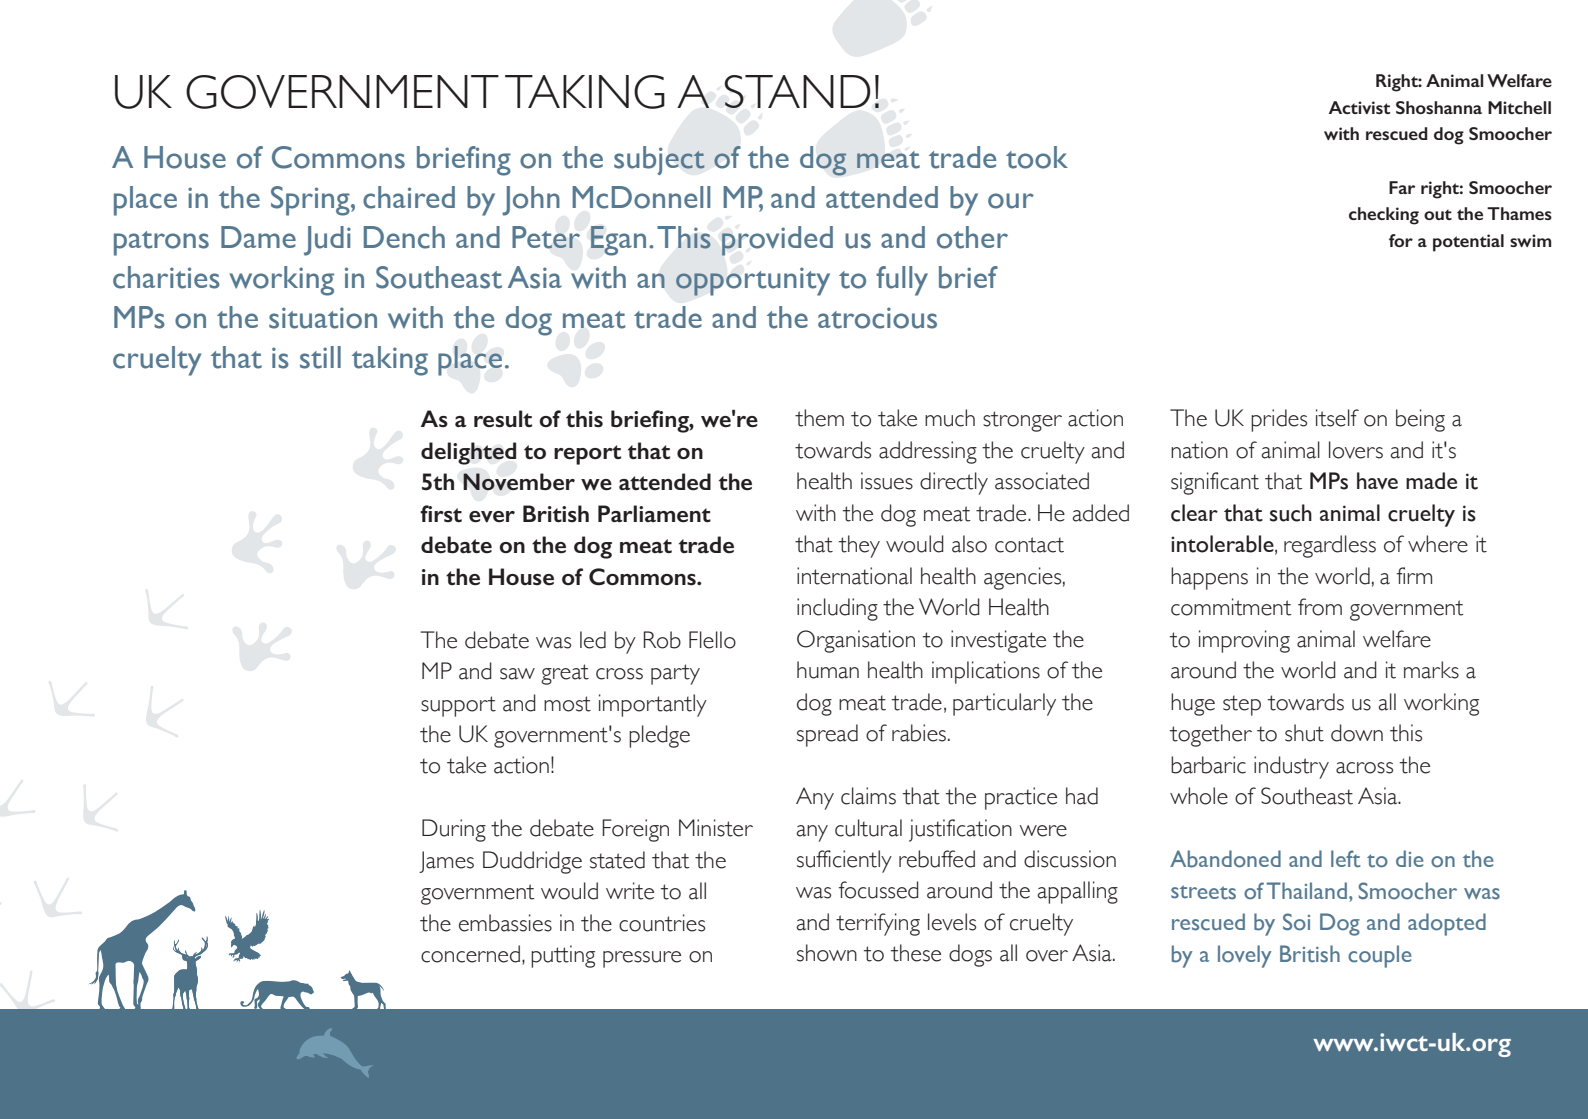 UK GOVERNMENT TAKING A STAND!
A House of Commons briefing on the subject of the dog meat trade took
place in the Spring, chaired by John McDonnell MP, and attended by our
patrons Dame Judi Dench and Peter Egan. This provided us and other
charities working in Southeast Asia with an opportunity to fully brief
MPs on the situation with the dog meat trade and the atrocious
cruelty that is still taking place.
Right: Animal Welfare
Activist Shoshanna Mitchell
with rescued dog Smoocher
Far right: Smoocher
checking out the Thames
for a potential swim
As a result of this briefing, we're
delighted to report that on
5th November we attended the
first ever British Parliament
debate on the dog meat trade
in the House of Commons.
The debate was led by Rob Flello
MP and saw great cross party
support and most importantly
the UK government's pledge
to take action!
During the debate Foreign Minister
James Duddridge stated that the
government would write to all
the embassies in the countries
concerned, putting pressure on
them to take much stronger action
towards addressing the cruelty and
health issues directly associated
with the dog meat trade. He added
that they would also contact
international health agencies,
including the World Health
Organisation to investigate the
human health implications of the
dog meat trade, particularly the
spread of rabies.
Any claims that the practice had
any cultural justification were
sufficiently rebuffed and discussion
was focussed around the appalling
and terrifying levels of cruelty
shown to these dogs all over Asia.
The UK prides itself on being a
nation of animal lovers and it's
significant that MPs have made it
clear that such animal cruelty is
intolerable, regardless of where it
happens in the world, a firm
commitment from government
to improving animal welfare
around the world and it marks a
huge step towards us all working
together to shut down this
barbaric industry across the
whole of Southeast Asia.
Abandoned and left to die on the
streets of Thailand, Smoocher was
rescued by Soi Dog and adopted
by a lovely British couple
www.iwct-uk.org